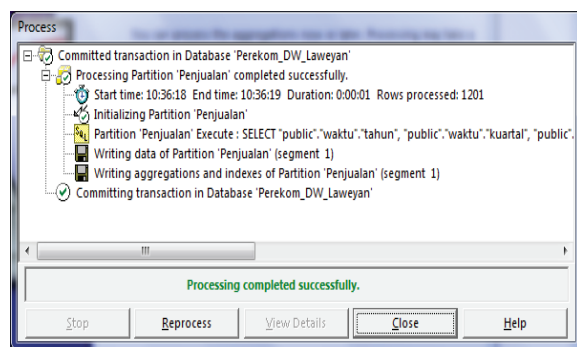 Process
Committed transaction in Database 'Perekom_DW_Laweyan'
Processing Partition 'Penjualan' completed successfully.
Start time: 10:36:18 End time: 10:36:19 Duration: 0:00:01 Rows processed: 1201
Initializing Partition 'Penjualan'
SQL Partition 'Penjualan' Execute : SELECT "public"."waktu"."tahun", "public"."waktu"."kuartal", "public".
Writing data of Partition 'Penjualan' (segment 1)
Writing aggregations and indexes of Partition 'Penjualan' (segment 1)
Committing transaction in Database 'Perekom_DW_Laweyan'
Processing completed successfully.
Stop Reprocess View Details Close Help